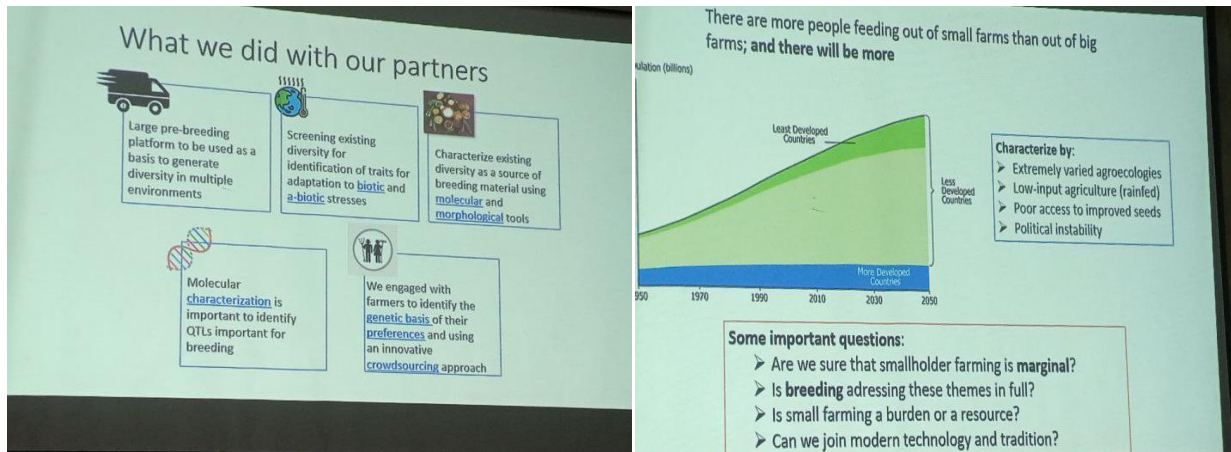 What we did with our partners
Large pre-breeding
platform to be used as a
basis to generate
diversity in multiple
environments
Screening existing
diversity for
identification of traits for
adaptation to biotic and
a-biotic stresses
Characterize existing
diversity as a source of
breeding material using
molecular and
morphological tools
Molecular
characterization is
important to identify
QTLs important for
breeding
We engaged with
farmers to identify the
genetic basis of their
preferences and using
an innovative
crowdsourcing approach
There are more people feeding out of small farms than out of big
farms; and there will be more
ulation (billions)
Least Developed
Countries
Less
Developed
Countries
More Developed
Countries
950 1970 1990 2010 2030 2050
Characterize by:
➢ Extremely varied agroecologies
➢ Low-input agriculture (rainfed)
➢ Poor access to improved seeds
➢ Political instability
Some important questions:
➢ Are we sure that smallholder farming is marginal?
➢ Is breeding adressing these themes in full?
➢ Is small farming a burden or a resource?
➢ Can we join modern technology and tradition?